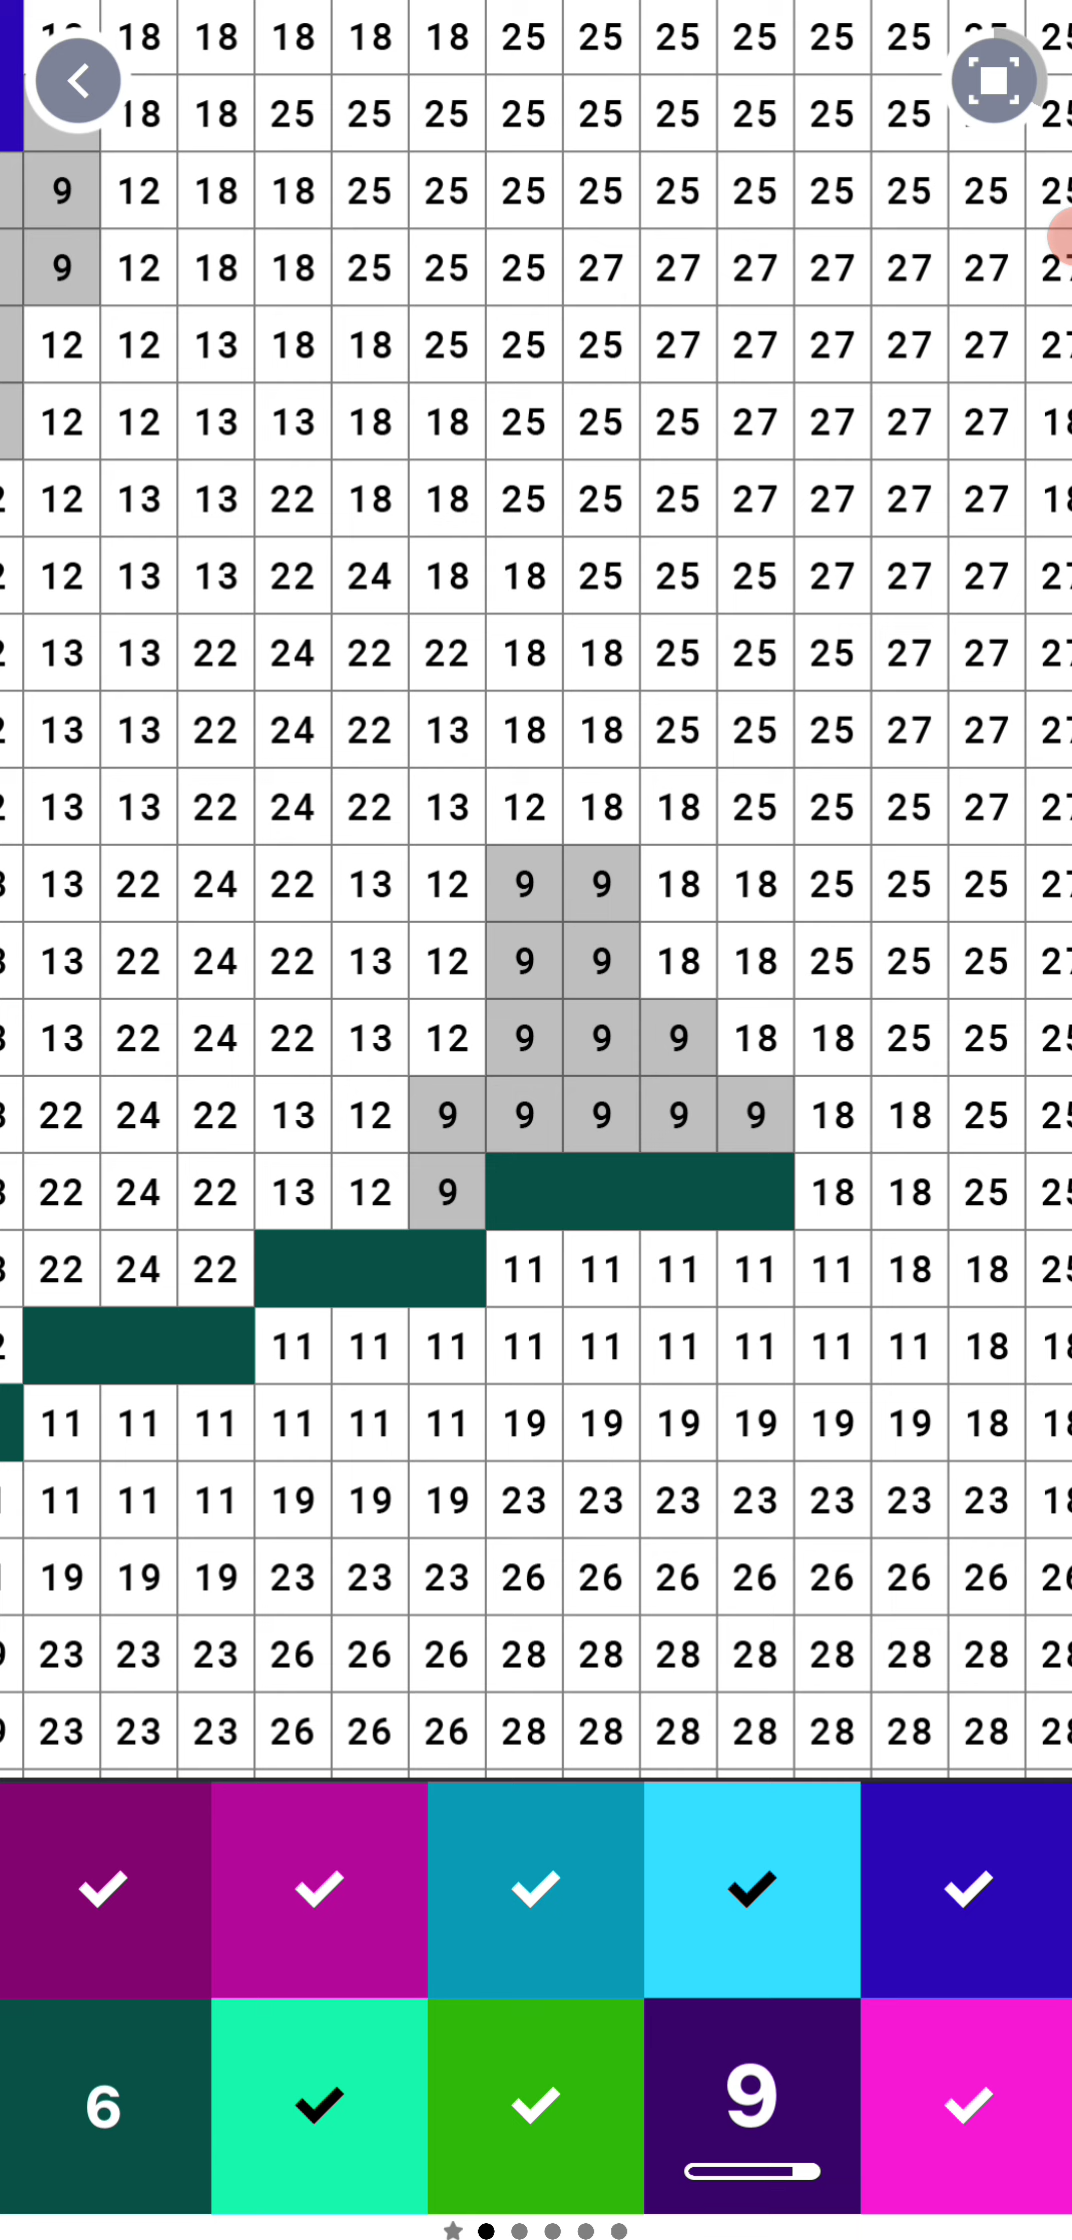 18 18 18 18 18 25 25 25 25 25 25
18 18 25 25 25 25 25 25 25 25 25
9 12 18 18 25 25 25 25 25 25 25 25 25
9 12 18 18 25 25 25 27 27 27 27 27 27
12 12 13 18 18 25 25 25 27 27 27 27 27
12 12 13 13 18 18 25 25 25 27 27 27 27
12 13 13 22 18 18 25 25 25 27 27 27 27
12 13 13 22 24 18 18 25 25 25 27 27 27
13 13 22 24 22 22 18 18 25 25 25 27 27
13 13 22 24 22 13 18 18 25 25 25 27 27
13 13 22 24 22 13 12 18 18 25 25 25 27
13 22 24 22 13 12 9 9 18 18 25 25 25
13 22 24 22 13 12 9 9 18 18 25 25 25
13 22 24 22 13 12 9 9 9 18 18 25 25
22 24 22 13 12 9 9 9 9 9 18 18 25
22 24 22 13 12 9 18 18 25
22 24 22 11 11 11 11 11 18 18
11 11 11 11 11 11 11 11 11 18
11 11 11 11 11 11 19 19 19 19 19 19 18
11 11 11 19 19 19 23 23 23 23 23 23 23
19 19 19 23 23 23 26 26 26 26 26 26 26
23 23 23 26 26 26 28 28 28 28 28 28 28
23 23 23 26 26 26 28 28 28 28 28 28 28
6 9